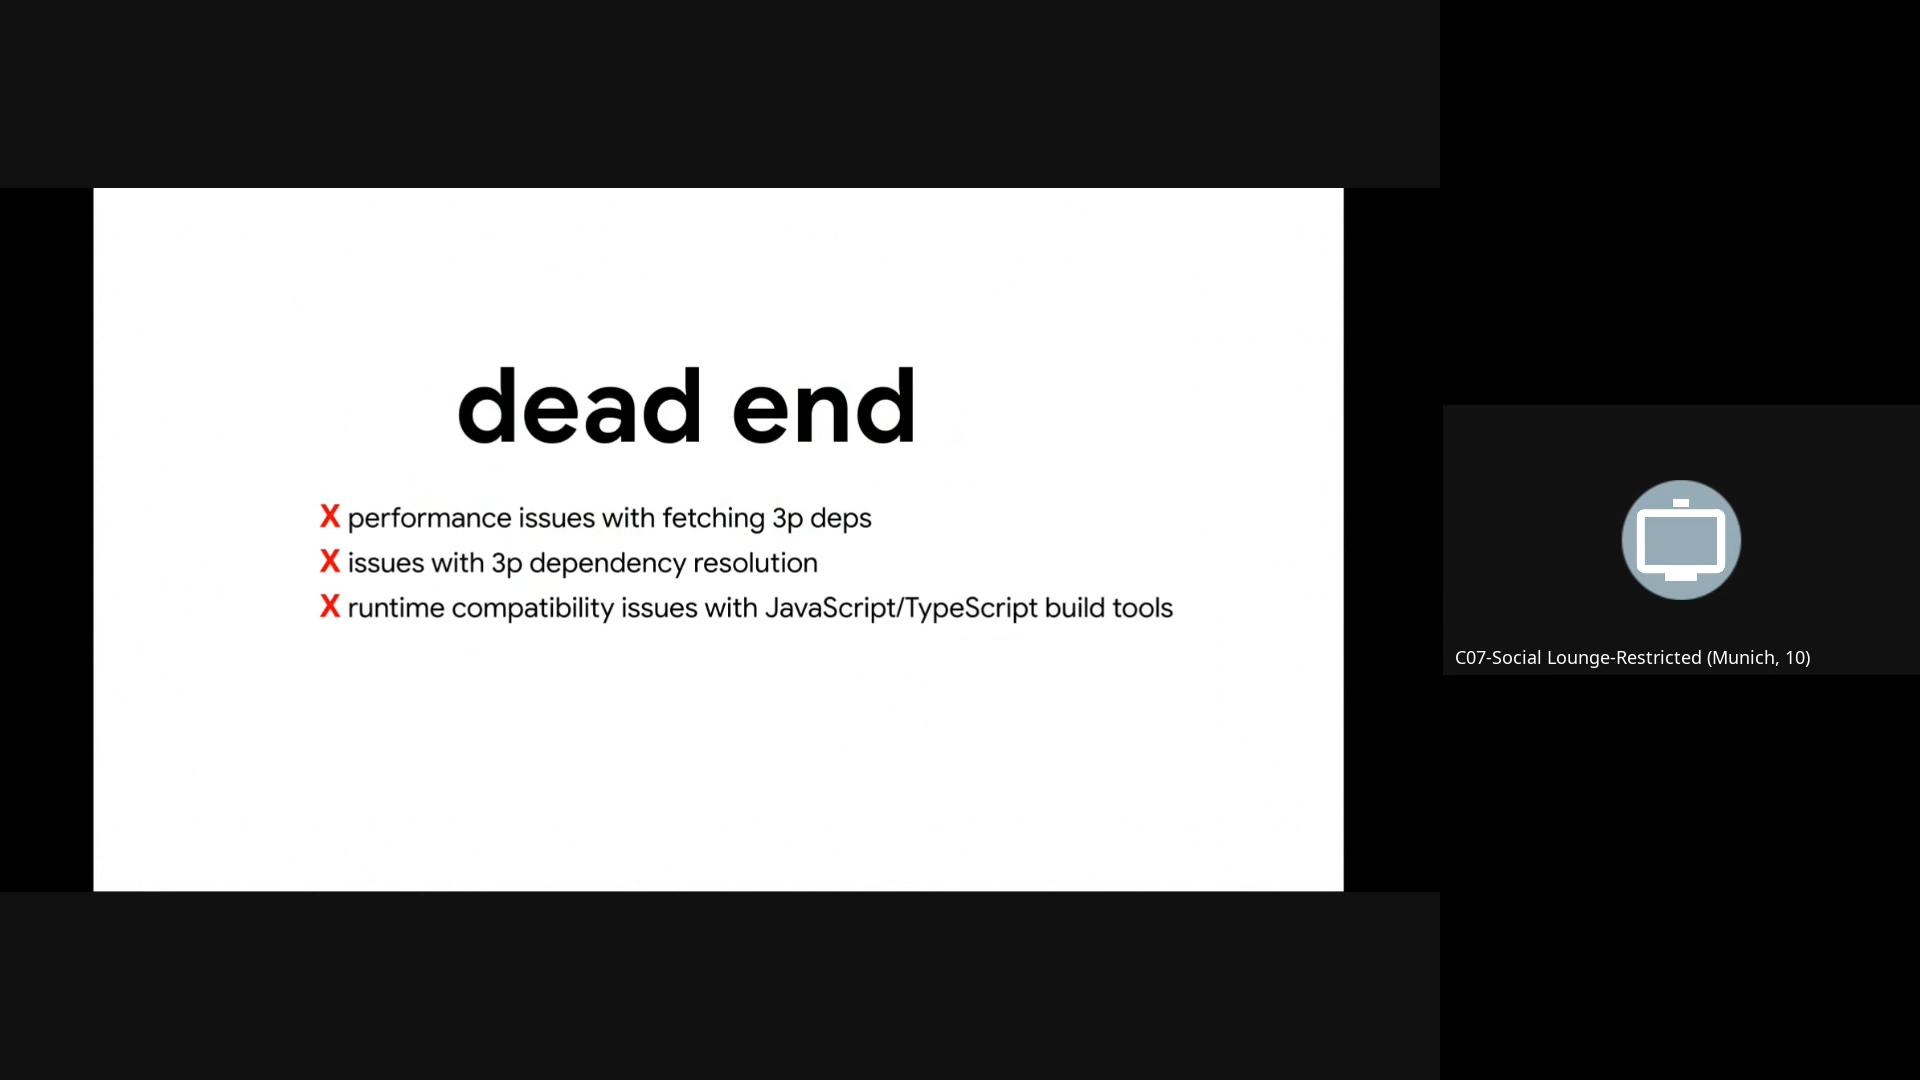 dead end
X performance issues with fetching 3p deps
X issues with 3p dependency resolution
X runtime compatibility issues with JavaScript/TypeScript build tools
C07-Social Lounge-Restricted (Munich, 10)